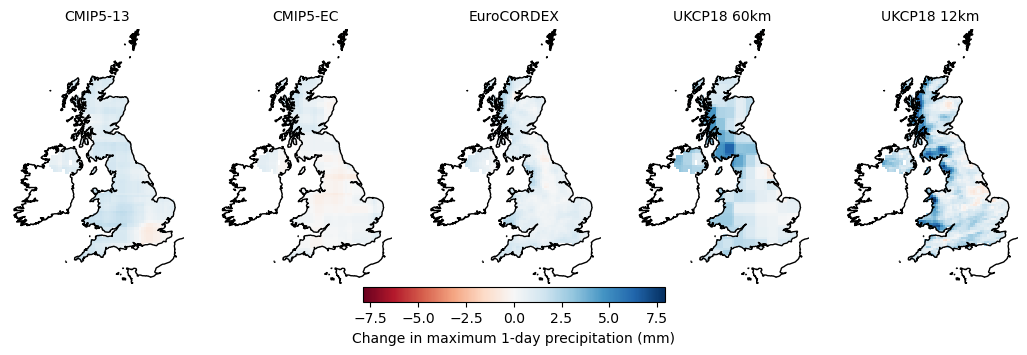 CMIP5-13 CMIP5-EC EuroCORDEX UKCP18 60km UKCP18 12km
−7.5 −5.0 −2.5 0.0 2.5 5.0 7.5
Change in maximum 1-day precipitation (mm)